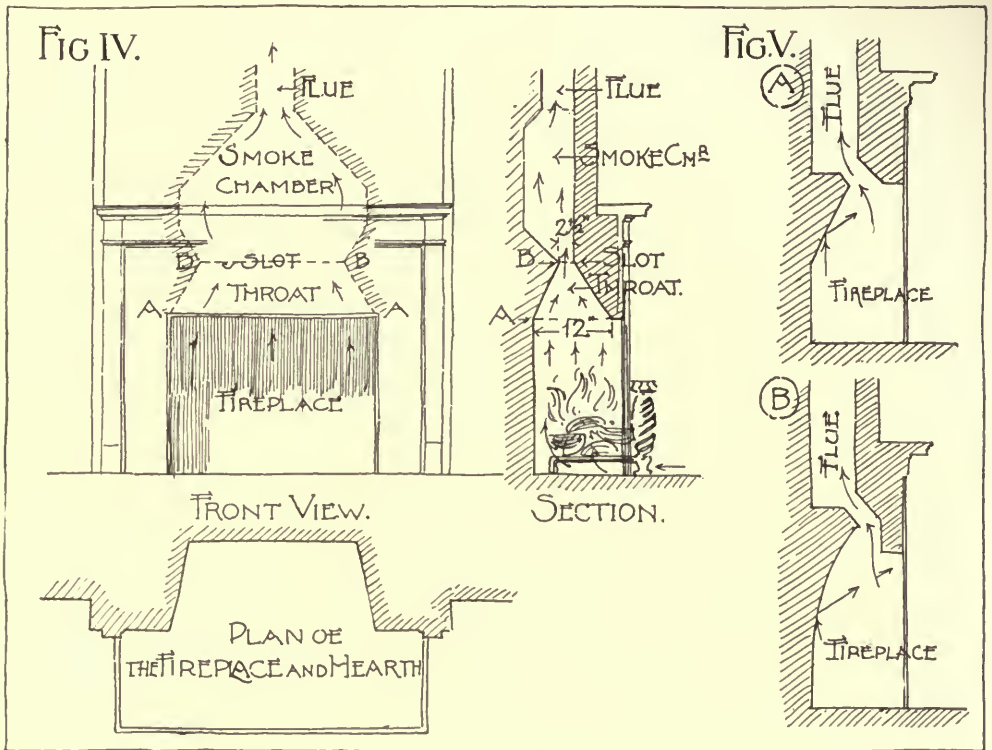 FIG IV.
FLUE
SMOKE
CHAMBER
B SLOT B
THROAT
A A
FIREPLACE
FRONT VIEW.
FLUE
SMOKE CMB
2½"
B SLOT
THROAT.
A
12"
SECTION.
PLAN OF
THE FIREPLACE AND HEARTH
FIG.V.
A
FLUE
FIREPLACE
B
FLUE
FIREPLACE